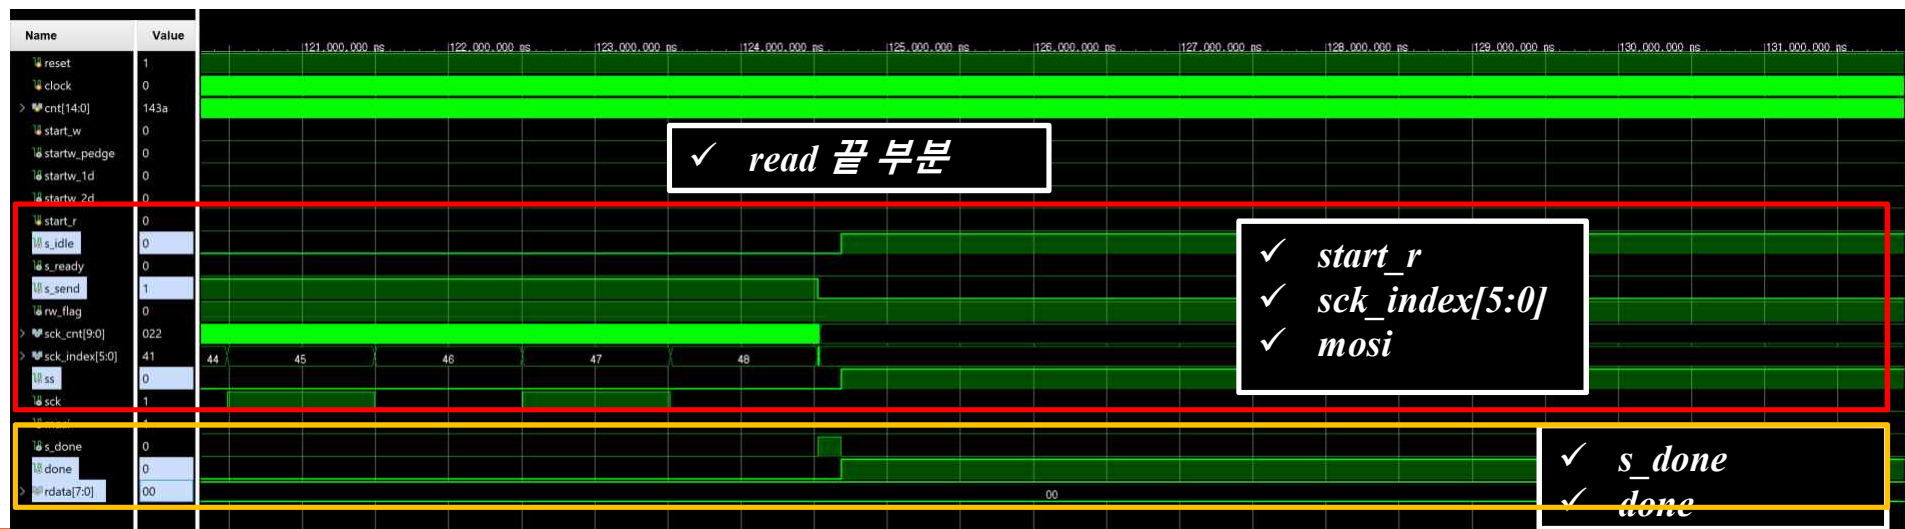 Name Value
121,000,000 ps 122,000,000 ps 123,000,000 ps 124,000,000 ps 125,000,000 ps 126,000,000 ps 127,000,000 ps 128,000,000 ps 129,000,000 ps 130,000,000 ps 131,000,000 ps
reset 1
clock 0
cnt[14:0] 143a
start_w 0
startw_pedge 0
startw_1d 0
startw_2d 0
✓ read 끝 부분
start_r 0
s_idle 0
s_ready 0
s_send 1
rw_flag 0
sck_cnt[9:0] 022
sck_index[5:0] 41 44 45 46 47 48
ss 0
sck 1
✓ start_r
✓ sck_index[5:0]
✓ mosi
s_done 0
done 0
rdata[7:0] 00 00
✓ s_done
✓ done